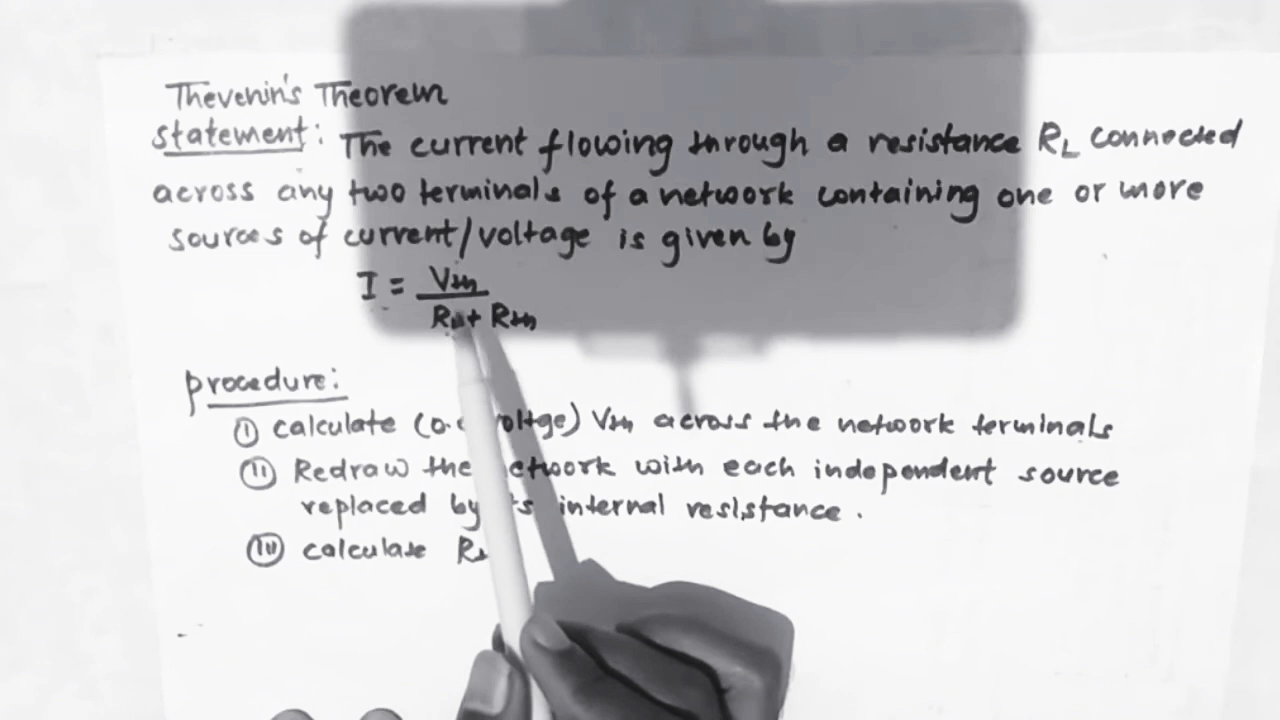 Thevenin's Theorem
statement: The current flowing through a resistance RL connected
across any two terminals of a network containing one or more
sources of current/voltage is given by
I = Vth
R + Rth
procedure:
(i) calculate (o. voltge) Vth across the network terminals
(ii) Redraw the network with each independent source
replaced by its internal resistance.
(iii) calculate